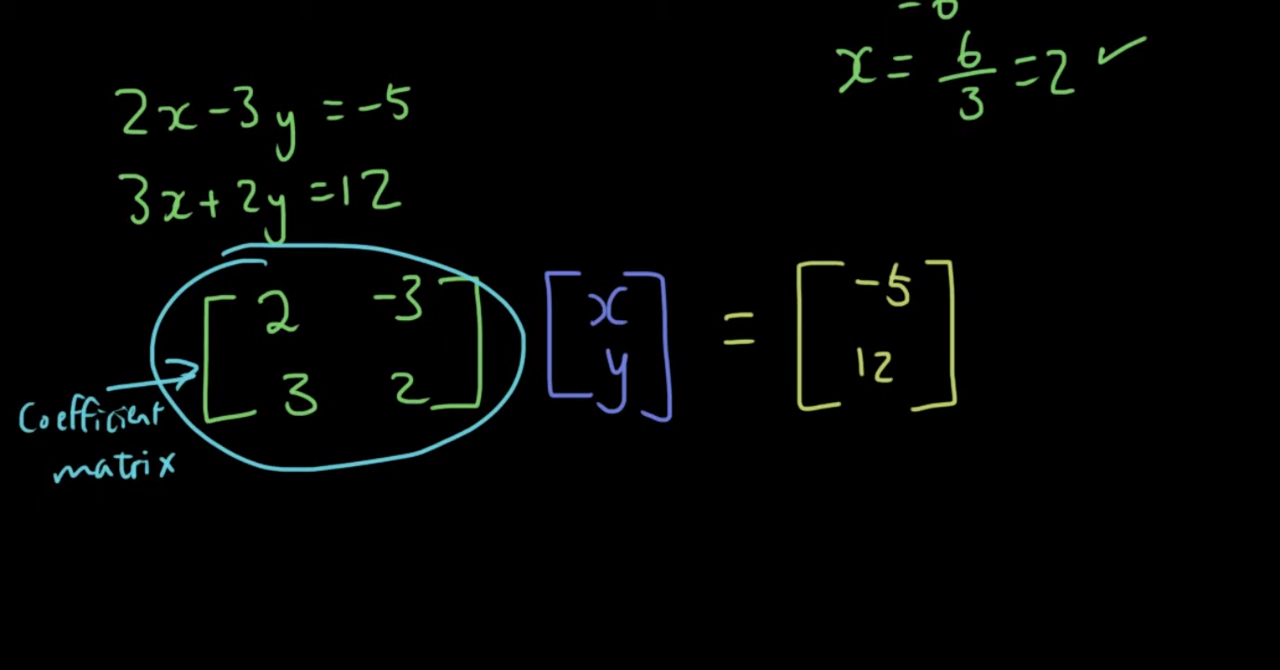 x = 6/3 = 2 ✓
2x - 3y = -5
3x + 2y = 12
[2 -3; 3 2] [x; y] = [-5; 12]
Coefficient
matrix